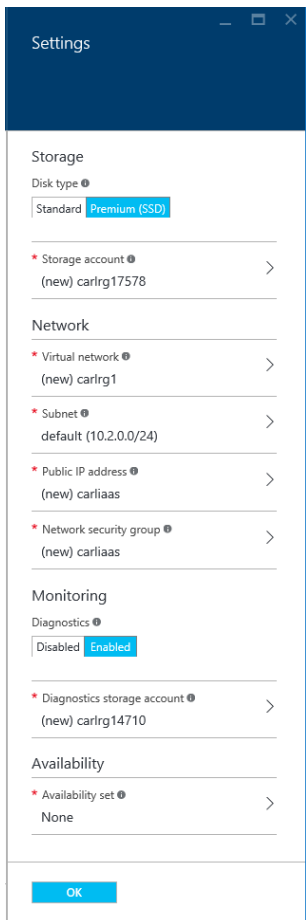 Settings
Storage
Disk type
Standard Premium (SSD)
* Storage account
(new) carlrg17578
Network
* Virtual network
(new) carlrg1
* Subnet
default (10.2.0.0/24)
* Public IP address
(new) carliaas
* Network security group
(new) carliaas
Monitoring
Diagnostics
Disabled Enabled
* Diagnostics storage account
(new) carlrg14710
Availability
* Availability set
None
OK